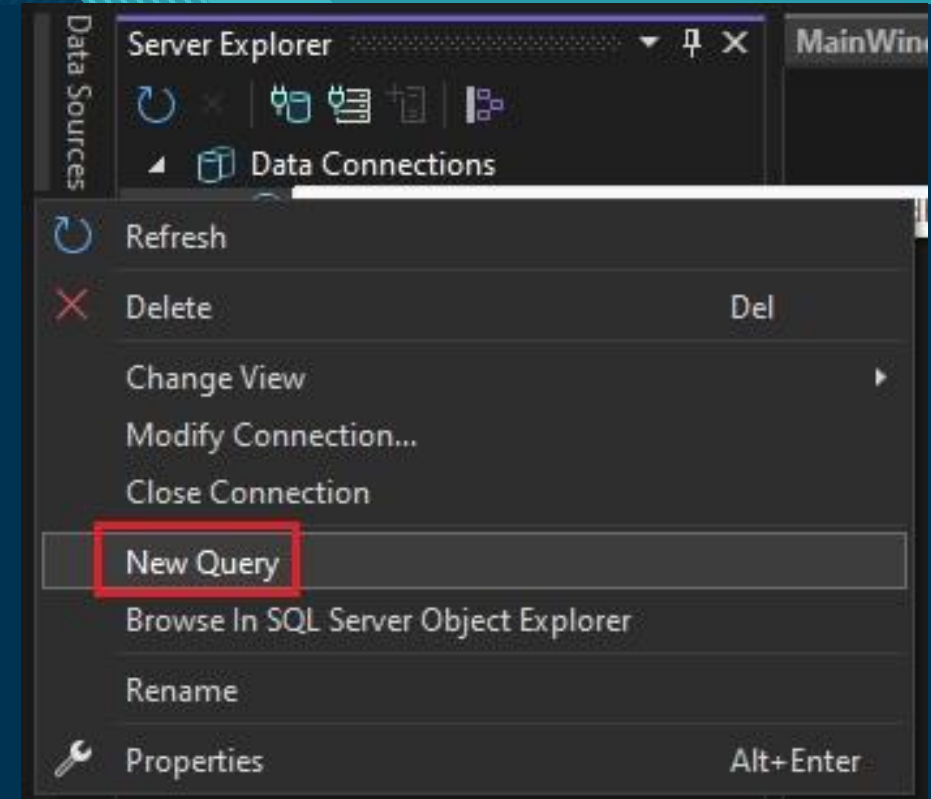 Data Sources
Server Explorer
Data Connections
Refresh
Delete Del
Change View
Modify Connection...
Close Connection
New Query
Browse In SQL Server Object Explorer
Rename
Properties Alt+Enter